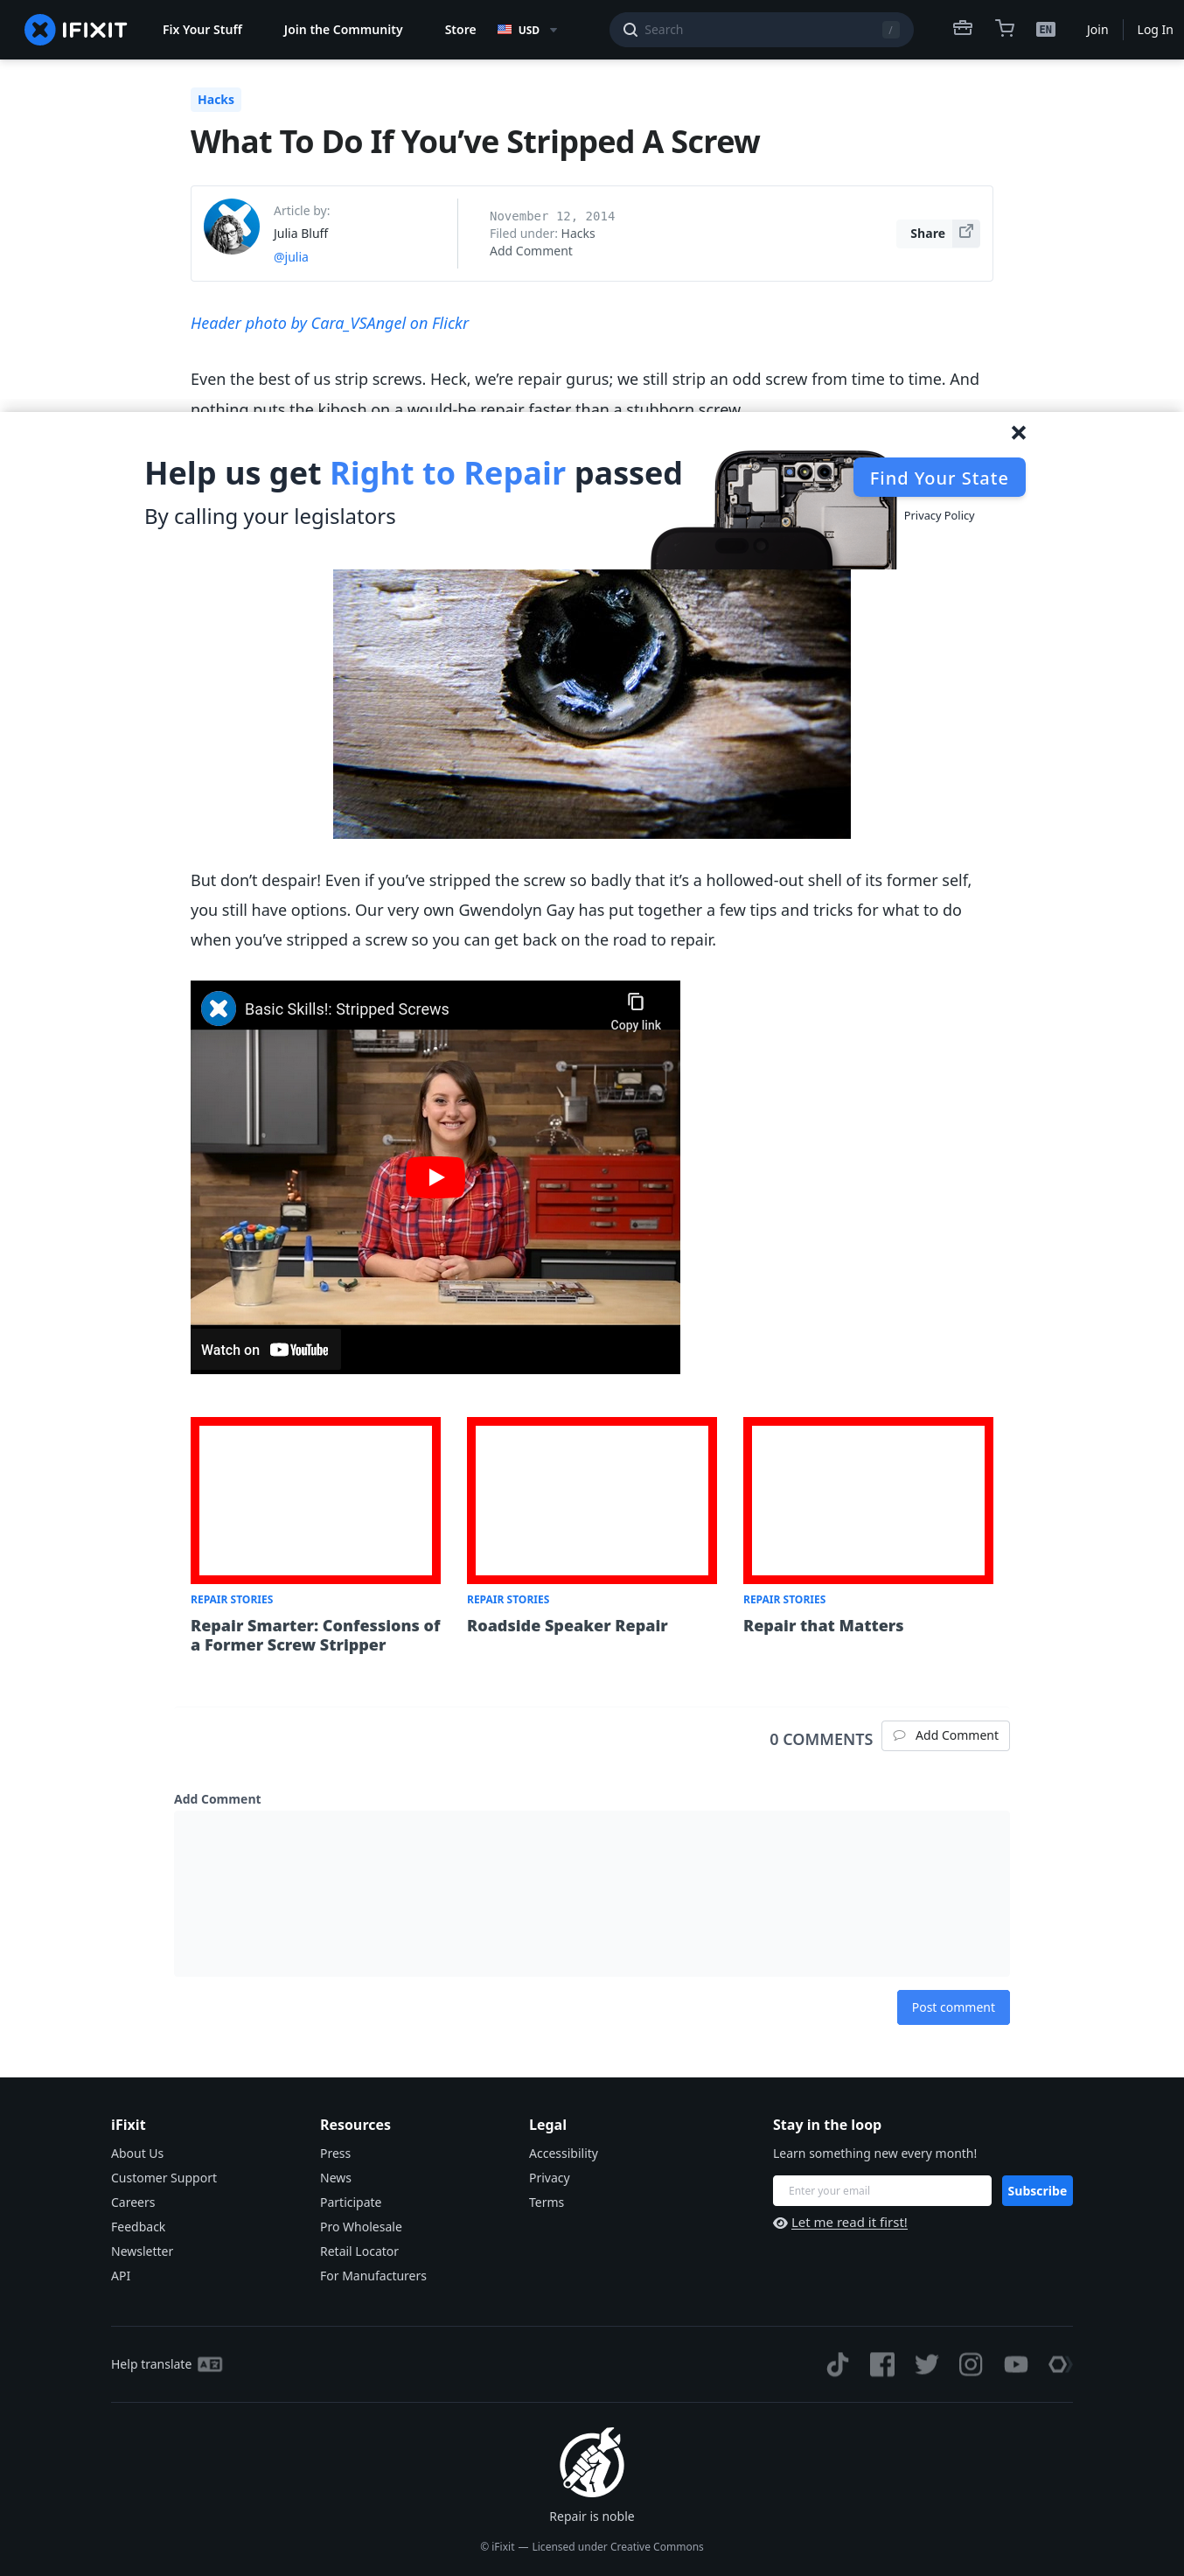 IFIXIT
Fix Your Stuff
Join the Community
Store
USD
Search
/
EN
Join
Log In
Hacks
What To Do If You’ve Stripped A Screw
Article by:
Julia Bluff
@julia
November 12, 2014
Filed under: Hacks
Add Comment
Share
Header photo by Cara_VSAngel on Flickr
Even the best of us strip screws. Heck, we’re repair gurus; we still strip an odd screw from time to time. And
nothing puts the kibosh on a would-be repair faster than a stubborn screw.
Help us get Right to Repair passed
By calling your legislators
Find Your State
Privacy Policy
But don’t despair! Even if you’ve stripped the screw so badly that it’s a hollowed-out shell of its former self,
you still have options. Our very own Gwendolyn Gay has put together a few tips and tricks for what to do
when you’ve stripped a screw so you can get back on the road to repair.
Basic Skills!: Stripped Screws
Copy link
Watch on YouTube
REPAIR STORIES
Repair Smarter: Confessions of
a Former Screw Stripper
REPAIR STORIES
Roadside Speaker Repair
REPAIR STORIES
Repair that Matters
0 COMMENTS
Add Comment
Add Comment
Post comment
iFixit
About Us
Customer Support
Careers
Feedback
Newsletter
API
Resources
Press
News
Participate
Pro Wholesale
Retail Locator
For Manufacturers
Legal
Accessibility
Privacy
Terms
Stay in the loop
Learn something new every month!
Enter your email
Subscribe
Let me read it first!
Help translate
Repair is noble
© iFixit — Licensed under Creative Commons